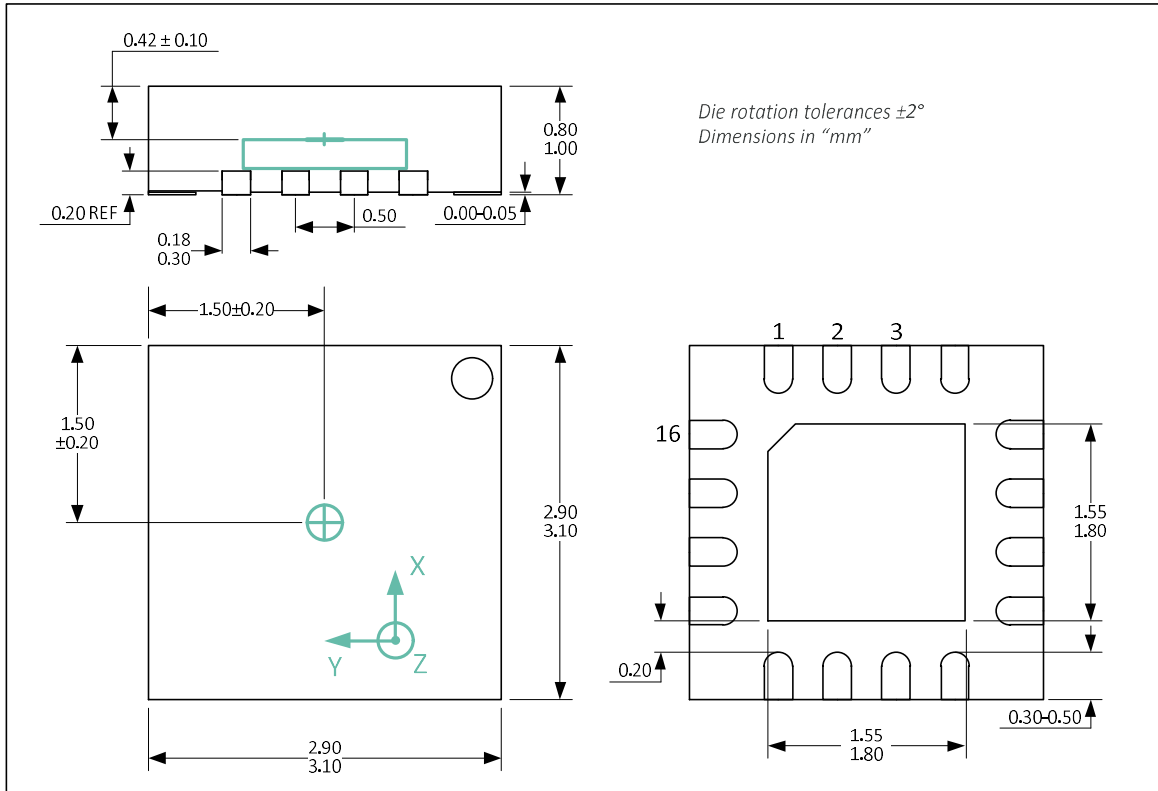 0.42 ± 0.10
Die rotation tolerances ±2°
Dimensions in “mm”
0.80
1.00
0.20 REF
0.50
0.00-0.05
0.18
0.30
1.50±0.20
1 2 3
1.50
±0.20
16
2.90
3.10
1.55
1.80
X
Y
Z
0.20
0.30-0.50
2.90
3.10
1.55
1.80